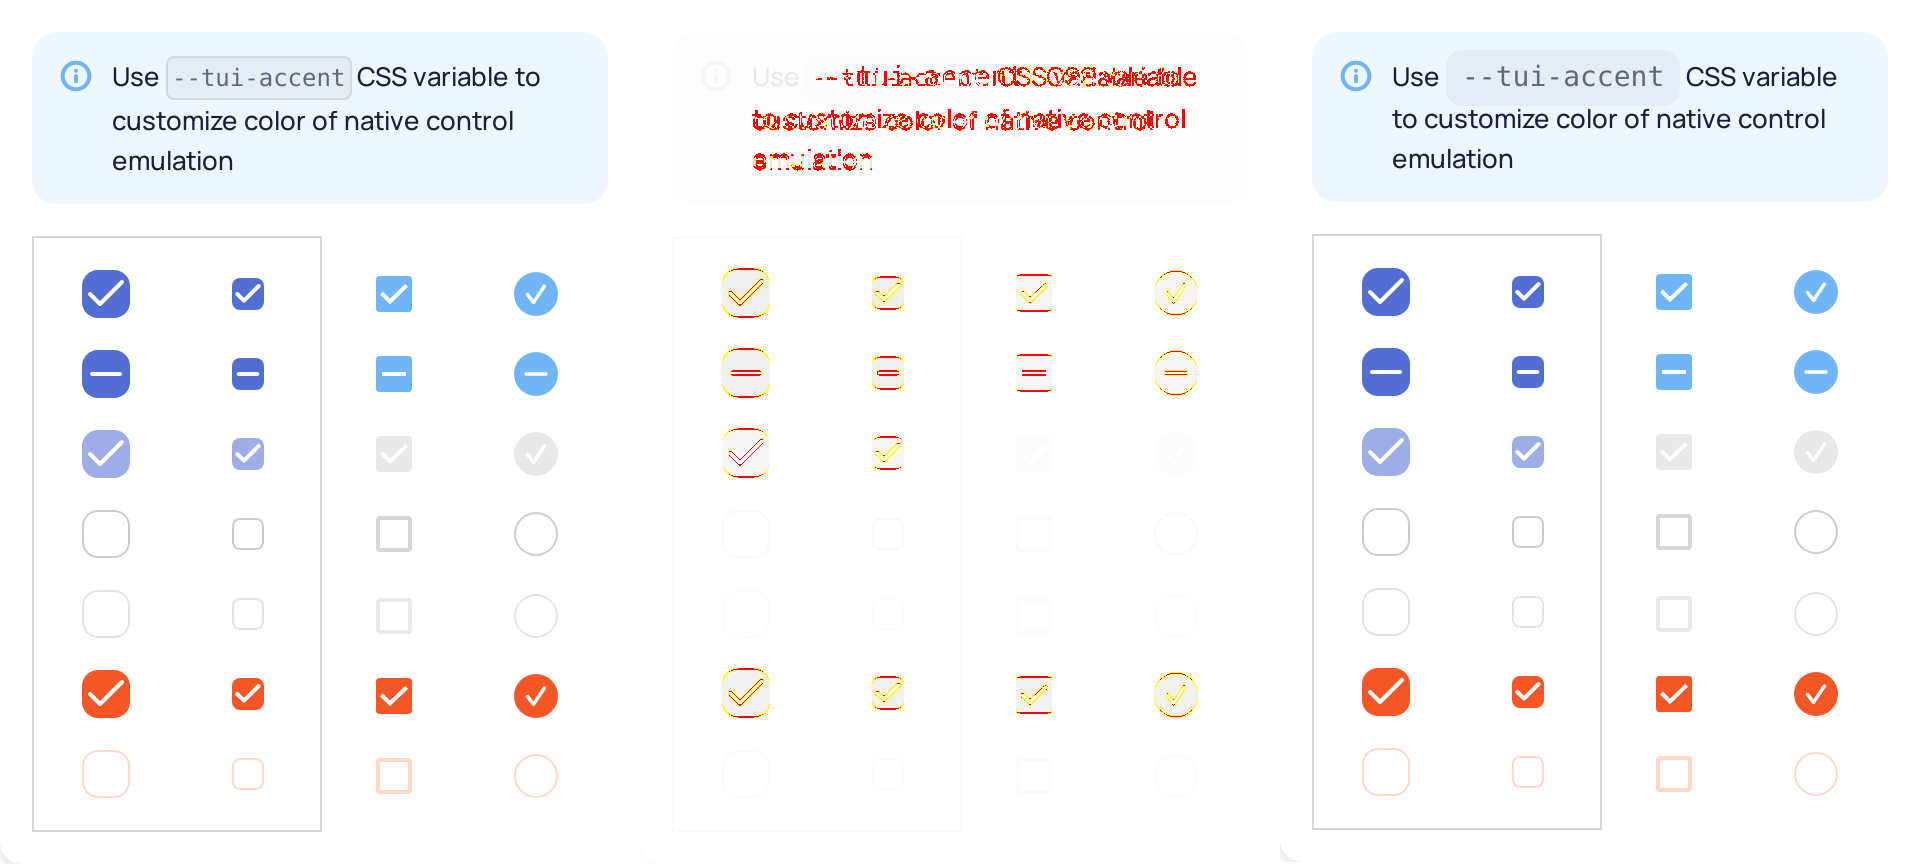 Use --tui-accent CSS variable to
customize color of native control
emulation
Use
Use --tui-accent CSS variable
to customize color of native control
emulation